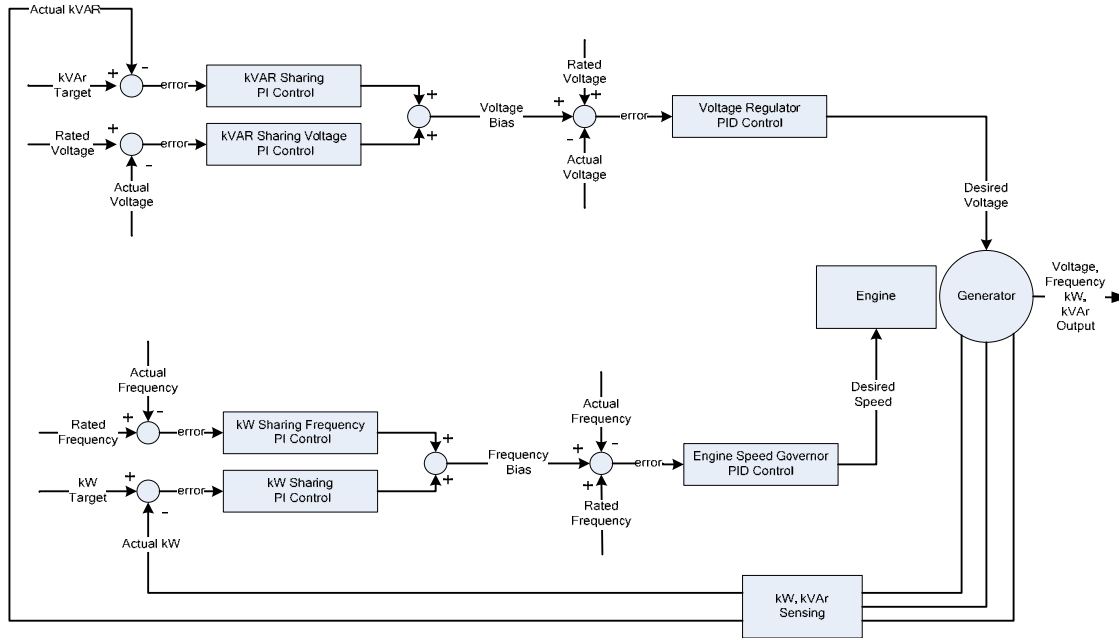 Actual kVAR
kVAr
Target
+
-
error
kVAR Sharing
PI Control
+
Rated
Voltage
+
-
error
kVAR Sharing Voltage
PI Control
+
Actual
Voltage
Voltage
Bias
Rated
Voltage
+
+
-
error
Actual
Voltage
Voltage Regulator
PID Control
Desired
Voltage
Engine
Generator
Voltage,
Frequency
kW,
kVAr
Output
Actual
Frequency
-
Rated
Frequency
+
error
kW Sharing Frequency
PI Control
+
kW
Target
+
-
error
kW Sharing
PI Control
+
Actual kW
Frequency
Bias
Actual
Frequency
+
-
+
error
Rated
Frequency
Engine Speed Governor
PID Control
Desired
Speed
kW, kVAr
Sensing